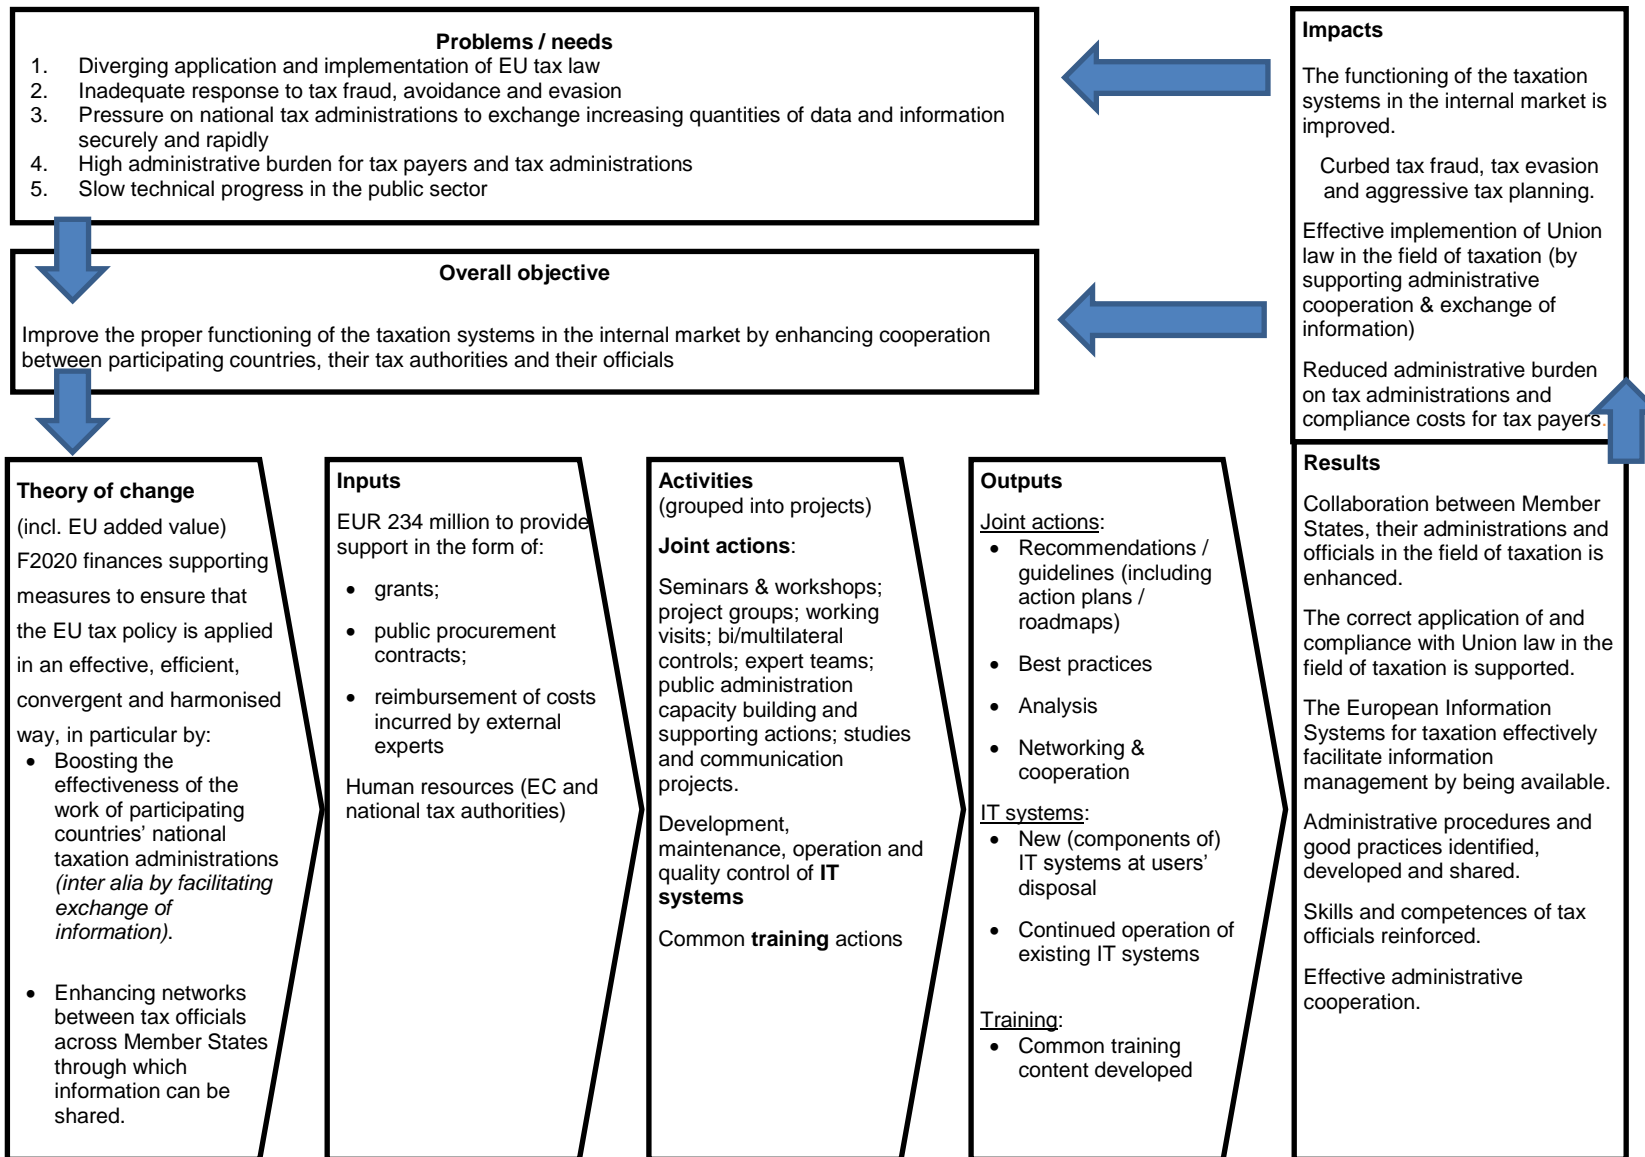 Problems / needs
1. Diverging application and implementation of EU tax law
2. Inadequate response to tax fraud, avoidance and evasion
3. Pressure on national tax administrations to exchange increasing quantities of data and information
securely and rapidly
4. High administrative burden for tax payers and tax administrations
5. Slow technical progress in the public sector
Overall objective
Improve the proper functioning of the taxation systems in the internal market by enhancing cooperation
between participating countries, their tax authorities and their officials
Theory of change
(incl. EU added value)
F2020 finances supporting
measures to ensure that
the EU tax policy is applied
in an effective, efficient,
convergent and harmonised
way, in particular by:
• Boosting the
effectiveness of the
work of participating
countries’ national
taxation administrations
(inter alia by facilitating
exchange of
information).
• Enhancing networks
between tax officials
across Member States
through which
information can be
shared.
Inputs
EUR 234 million to provide
support in the form of:
• grants;
• public procurement
contracts;
• reimbursement of costs
incurred by external
experts
Human resources (EC and
national tax authorities)
Activities
(grouped into projects)
Joint actions:
Seminars & workshops;
project groups; working
visits; bi/multilateral
controls; expert teams;
public administration
capacity building and
supporting actions; studies
and communication
projects.
Development,
maintenance, operation and
quality control of IT
systems
Common training actions
Outputs
Joint actions:
• Recommendations /
guidelines (including
action plans /
roadmaps)
• Best practices
• Analysis
• Networking &
cooperation
IT systems:
• New (components of)
IT systems at users’
disposal
• Continued operation of
existing IT systems
Training:
• Common training
content developed
Impacts
The functioning of the taxation
systems in the internal market is
improved.
Curbed tax fraud, tax evasion
and aggressive tax planning.
Effective implemention of Union
law in the field of taxation (by
supporting administrative
cooperation & exchange of
information)
Reduced administrative burden
on tax administrations and
compliance costs for tax payers.
Results
Collaboration between Member
States, their administrations and
officials in the field of taxation is
enhanced.
The correct application of and
compliance with Union law in the
field of taxation is supported.
The European Information
Systems for taxation effectively
facilitate information
management by being available.
Administrative procedures and
good practices identified,
developed and shared.
Skills and competences of tax
officials reinforced.
Effective administrative
cooperation.